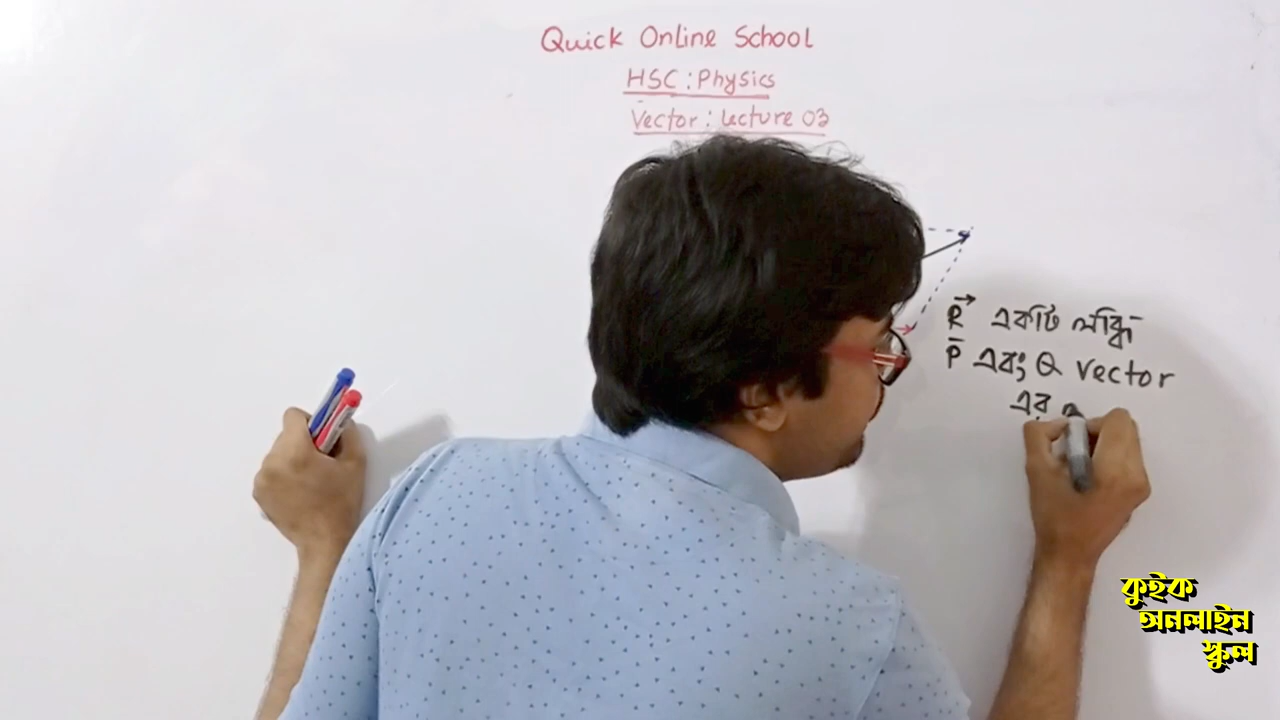 Quick Online School
HSC : Physics
Vector : Lecture 03
R একটি লব্ধি
P এবং Q vector
এর
কুইক
অনলাইন
স্কুল